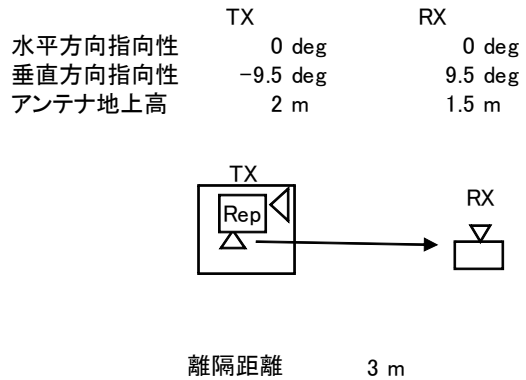 TX RX
水平方向指向性 0 deg 0 deg
垂直方向指向性 -9.5 deg 9.5 deg
アンテナ地上高 2 m 1.5 m
TX
RX
Rep
離隔距離 3 m